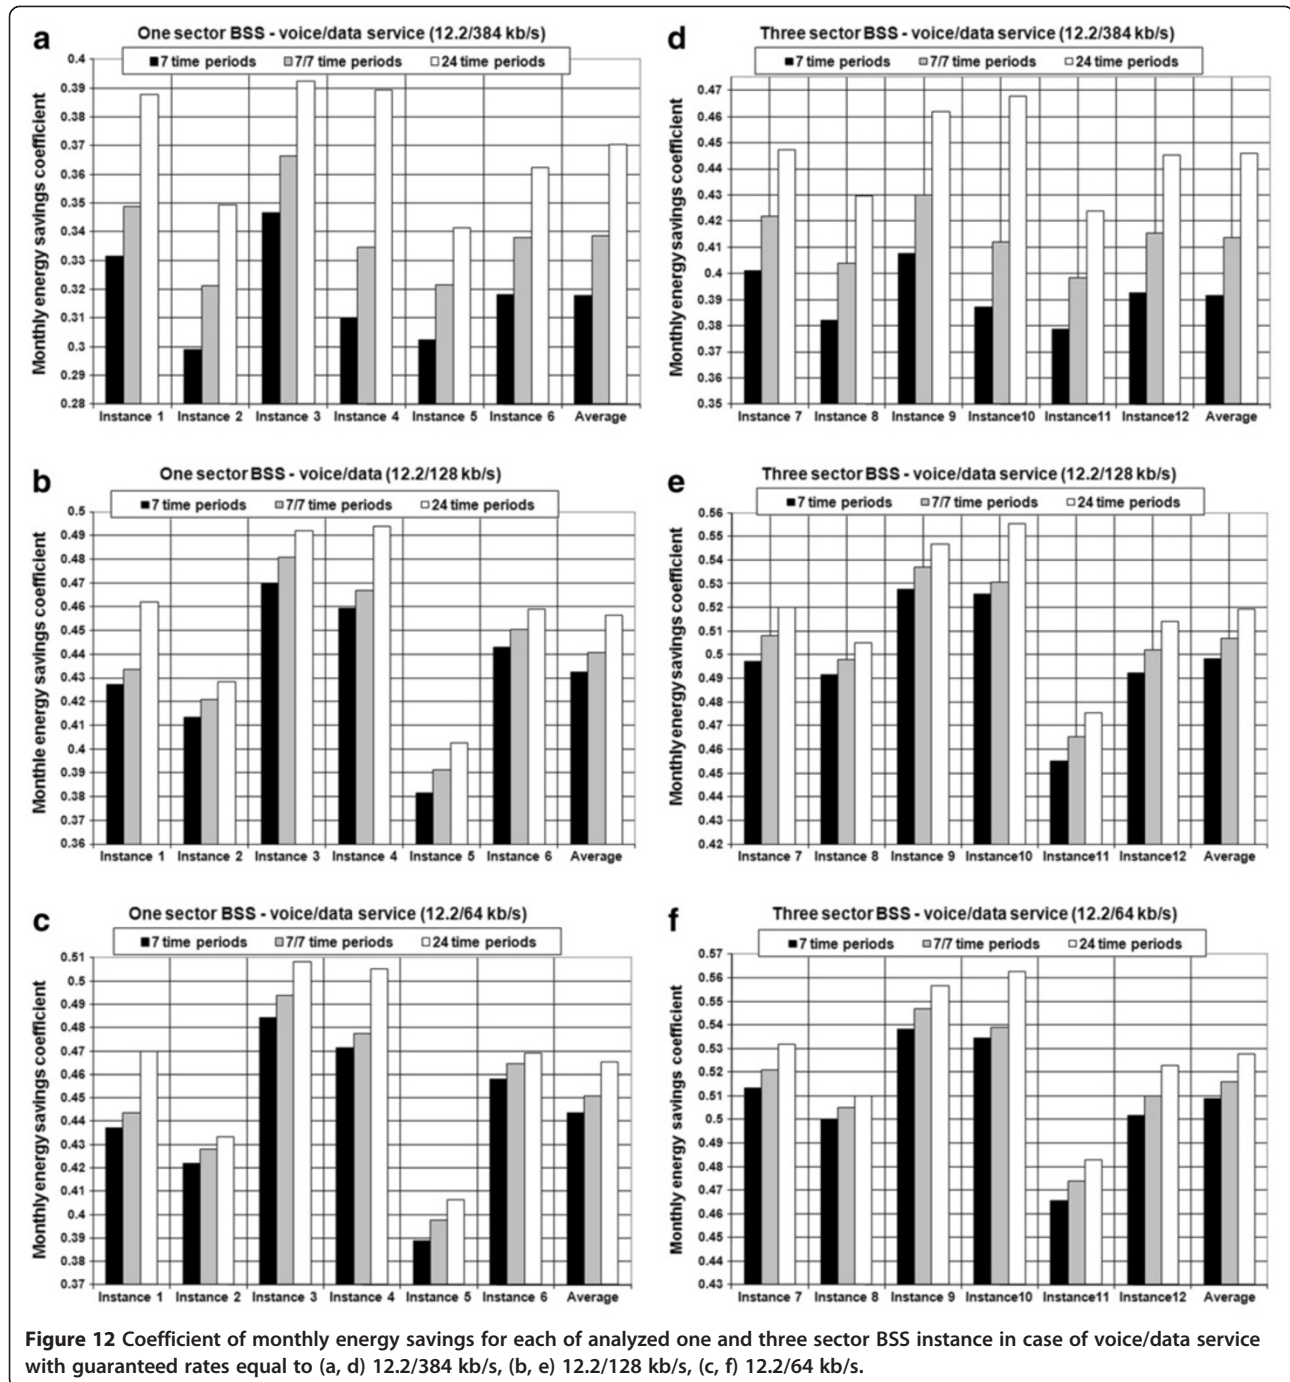 a
One sector BSS - voice/data service (12.2/384 kb/s)
7 time periods 7/7 time periods 24 time periods
Monthly energy savings coefficient
0.4
0.39
0.37
0.36
0.35
0.34
0.33
0.32
0.31
0.3
0.29
0.28
Instance 1 Instance 2 Instance 3 Instance 4 Instance 5 Instance 6 Average
d
Three sector BSS - voice/data service (12.2/384 kb/s)
7 time periods 7/7 time periods 24 time periods
Monthly energy savings coefficient
0.47
0.46
0.44
0.43
0.42
0.41
0.4
0.39
0.38
0.37
0.36
0.35
Instance 7 Instance 8 Instance 9 Instance10 Instance11 Instance12 Average
b
One sector BSS - voice/data (12.2/128 kb/s)
7 time periods 7/7 time periods 24 time periods
Monthle energy savings coefficient
0.5
0.49
0.48
0.47
0.46
0.45
0.43
0.42
0.41
0.4
0.39
0.38
0.37
0.36
Instance 1 Instance 2 Instance 3 Instance 4 Instance 5 Instance 6 Average
e
Three sector BSS - voice/data service (12.2/128 kb/s)
7 time periods 7/7 time periods 24 time periods
Monthly energy savings coefficient
0.56
0.55
0.53
0.52
0.51
0.5
0.49
0.47
0.46
0.45
0.44
0.43
0.42
Instance 7 Instance 8 Instance 9 Instance10 Instance11 Instance12 Average
c
One sector BSS - voice/data service (12.2/64 kb/s)
7 time periods 7/7 time periods 24 time periods
Monthly energy savings coefficient
0.51
0.5
0.49
0.48
0.47
0.46
0.44
0.43
0.42
0.41
0.4
0.39
0.38
0.37
Instance 1 Instance 2 Instance 3 Instance 4 Instance 5 Instance 6 Average
f
Three sector BSS - voice/data service (12.2/64 kb/s)
7 time periods 7/7 time periods 24 time periods
Monthly energy savings coefficient
0.57
0.56
0.55
0.54
0.53
0.52
0.51
0.5
0.49
0.48
0.47
0.46
0.45
0.44
0.43
Instance 7 Instance 8 Instance 9 Instance10 Instance11 Instance12 Average
Figure 12 Coefficient of monthly energy savings for each of analyzed one and three sector BSS instance in case of voice/data service
with guaranteed rates equal to (a, d) 12.2/384 kb/s, (b, e) 12.2/128 kb/s, (c, f) 12.2/64 kb/s.